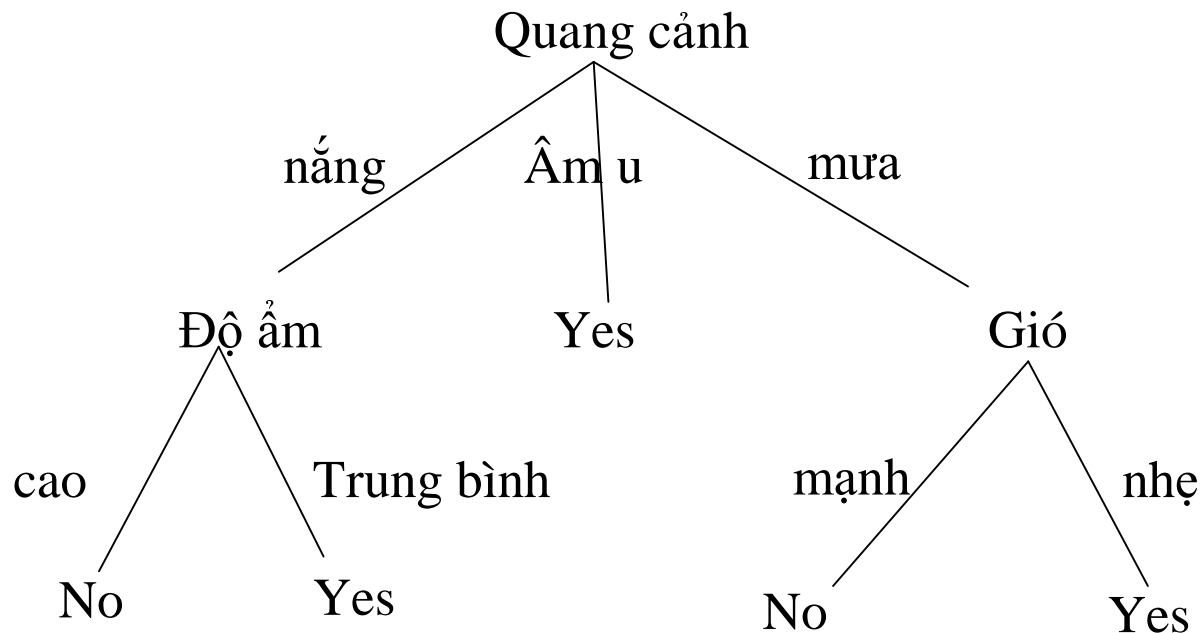 Quang cảnh
nắng
Âm u
mưa
Độ ẩm
Yes
Gió
cao
Trung bình
mạnh
nhẹ
No
Yes
No
Yes